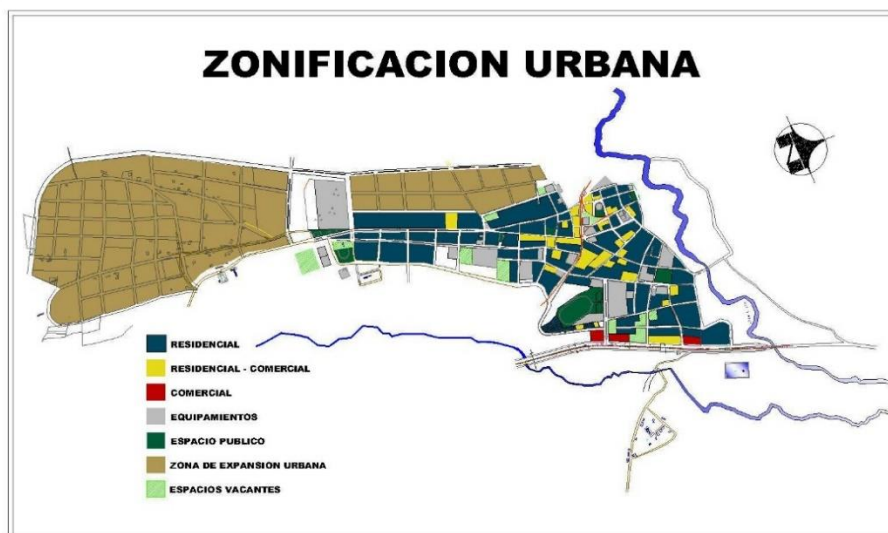 ZONIFICACION URBANA
RESIDENCIAL
RESIDENCIAL - COMERCIAL
COMERCIAL
EQUIPAMIENTOS
ESPACIO PUBLICO
ZONA DE EXPANSION URBANA
ESPACIOS VACANTES